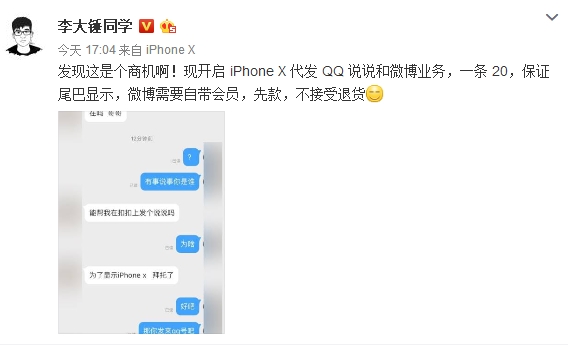 李大锤同学
今天 17:04 来自 iPhone X
发现这是个商机啊！现开启 iPhone X 代发 QQ 说说和微博业务，一条 20，保证
尾巴显示，微博需要自带会员，先款，不接受退货
在吗 哥哥
?
有事说事你是谁
能帮我在扣扣上发个说说吗
为啥
为了显示iPhone x 拜托了
好吧
那你发来qq号吧